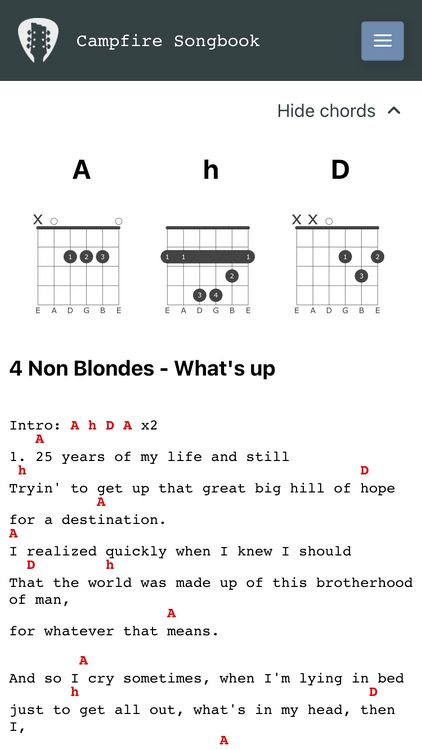 Campfire Songbook
Hide chords
A h D
X X X
1 2 3 1 1 1 1 2
2 3
3 4
E A D G B E E A D G B E E A D G B E
4 Non Blondes - What's up
Intro: A h D A x2
A
1. 25 years of my life and still
h D
Tryin' to get up that great big hill of hope
A
for a destination.
A
I realized quickly when I knew I should
D h
That the world was made up of this brotherhood
of man,
A
for whatever that means.
A
And so I cry sometimes, when I'm lying in bed
h D
just to get all out, what's in my head, then
I,
A